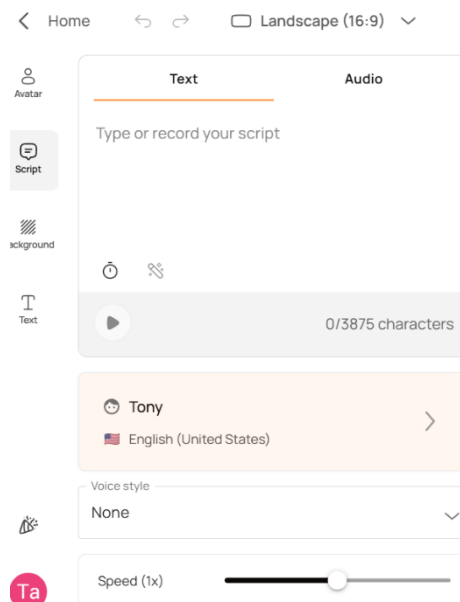 Home
Landscape (16:9)
Avatar
Script
ackground
Text
Text Audio
Type or record your script
0/3875 characters
Tony
English (United States)
Voice style
None
Speed (1x)
Ta